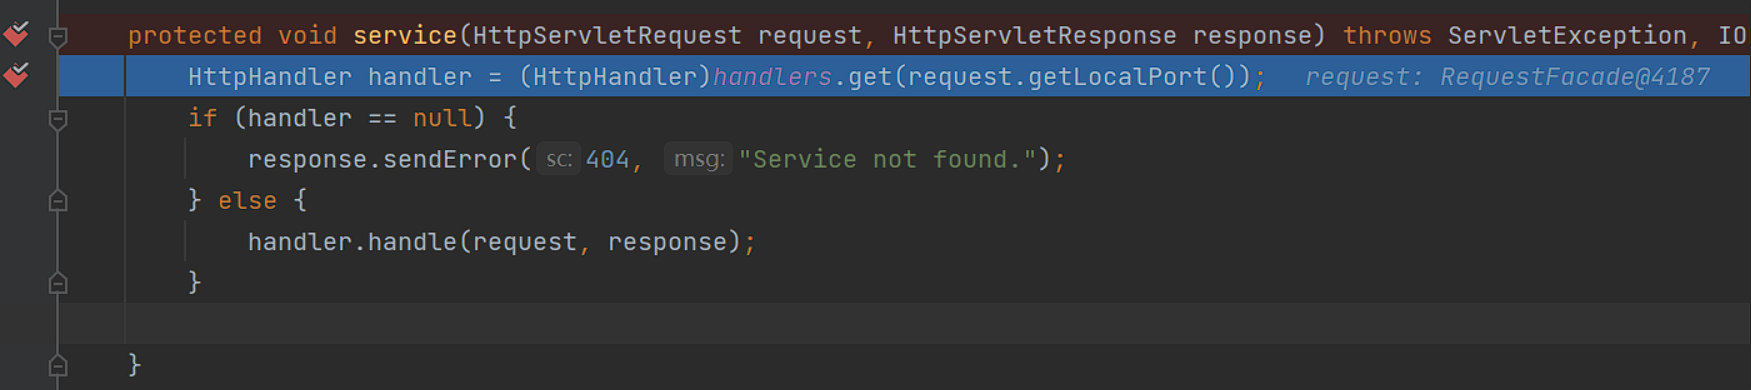 protected void service(HttpServletRequest request, HttpServletResponse response) throws ServletException, IO
HttpHandler handler = (HttpHandler)handlers.get(request.getLocalPort()); request: RequestFacade@4187
if (handler == null) {
response.sendError( sc: 404, msg: "Service not found.");
} else {
handler.handle(request, response);
}
}